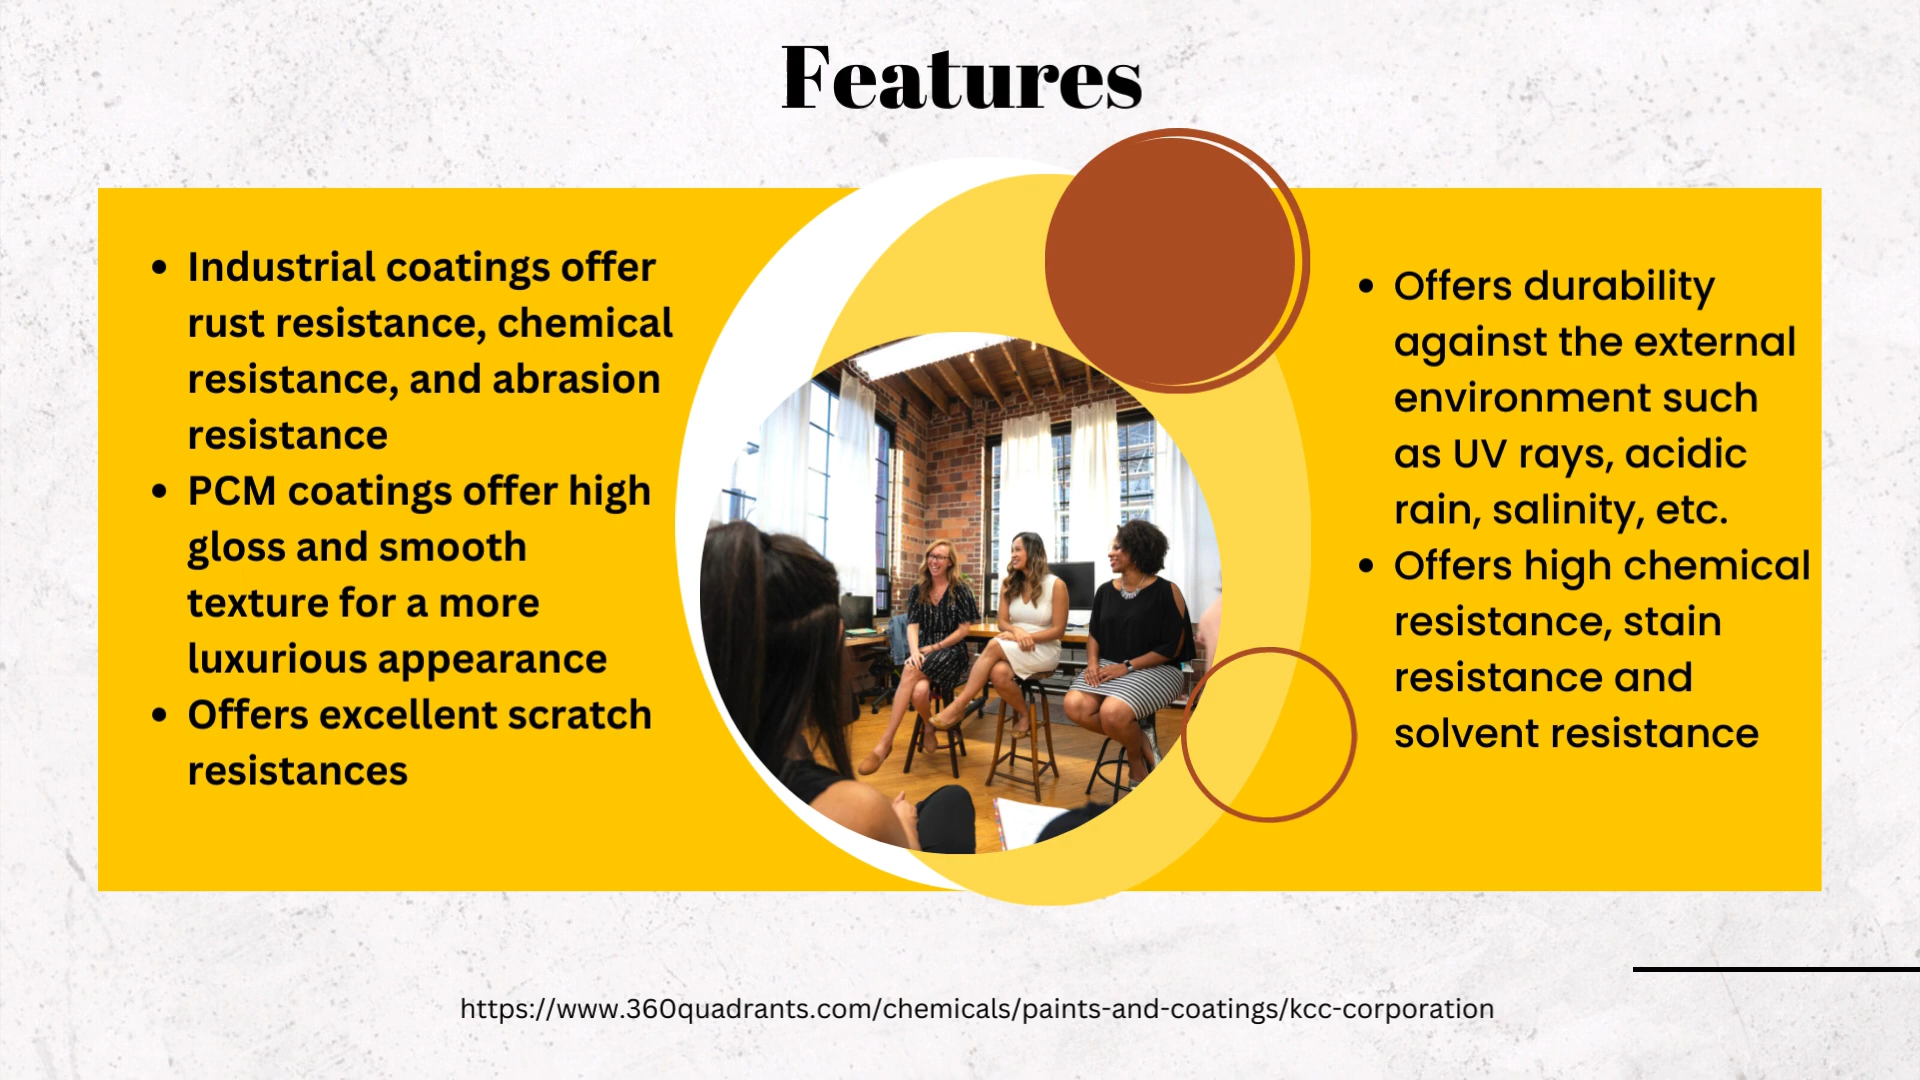 Features
• Industrial coatings offer
rust resistance, chemical
resistance, and abrasion
resistance
• PCM coatings offer high
gloss and smooth
texture for a more
luxurious appearance
• Offers excellent scratch
resistances
• Offers durability
against the external
environment such
as UV rays, acidic
rain, salinity, etc.
• Offers high chemical
resistance, stain
resistance and
solvent resistance
https://www.360quadrants.com/chemicals/paints-and-coatings/kcc-corporation